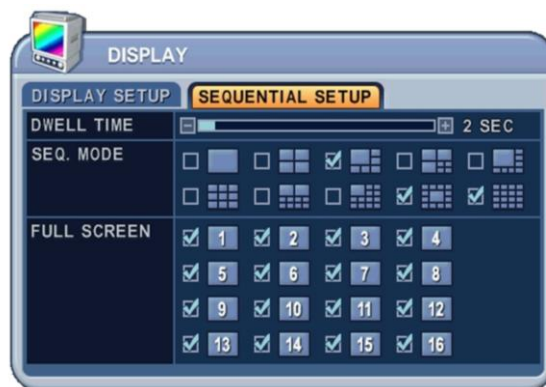 DISPLAY
DISPLAY SETUP SEQUENTIAL SETUP
DWELL TIME 2 SEC
SEQ. MODE
FULL SCREEN 1 2 3 4
5 6 7 8
9 10 11 12
13 14 15 16